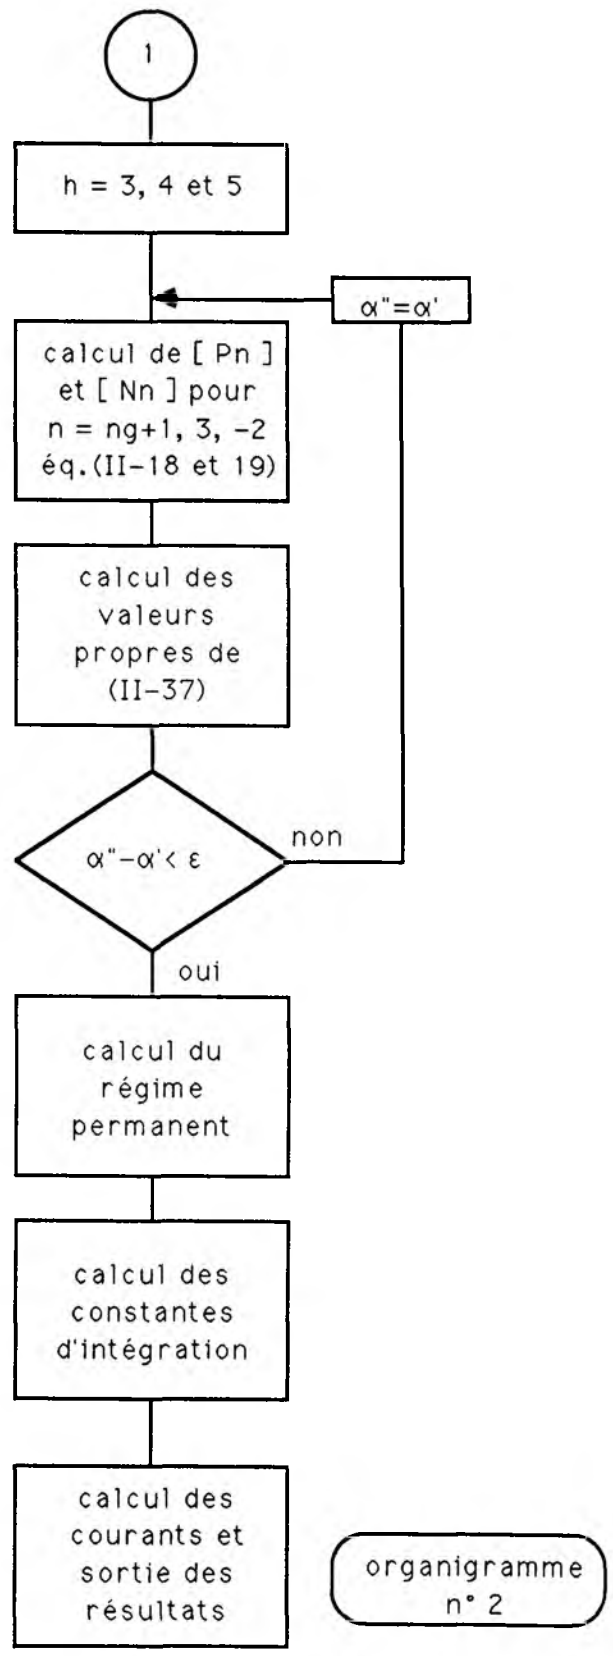 1
h = 3, 4 et 5
α"=α'
calcul de [ Pn ]
et [ Nn ] pour
n = ng+1, 3, -2
éq.(II-18 et 19)
calcul des
valeurs
propres de
(II-37)
α"-α'< ε
non
oui
calcul du
régime
permanent
calcul des
constantes
d'intégration
calcul des
courants et
sortie des
résultats
organigramme
n° 2